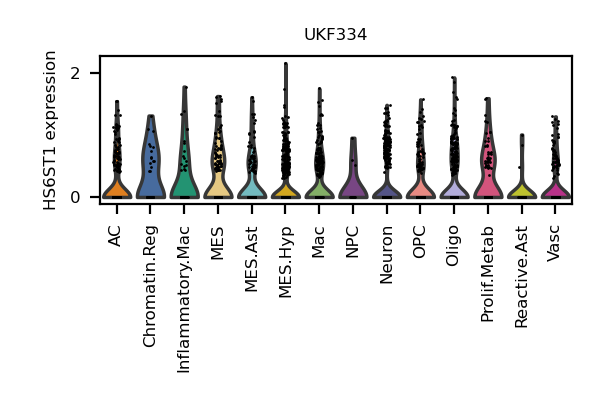 UKF334
HS6ST1 expression
2
0
AC
Chromatin.Reg
Inflammatory.Mac
MES
MES.Ast
MES.Hyp
Mac
NPC
Neuron
OPC
Oligo
Prolif.Metab
Reactive.Ast
Vasc